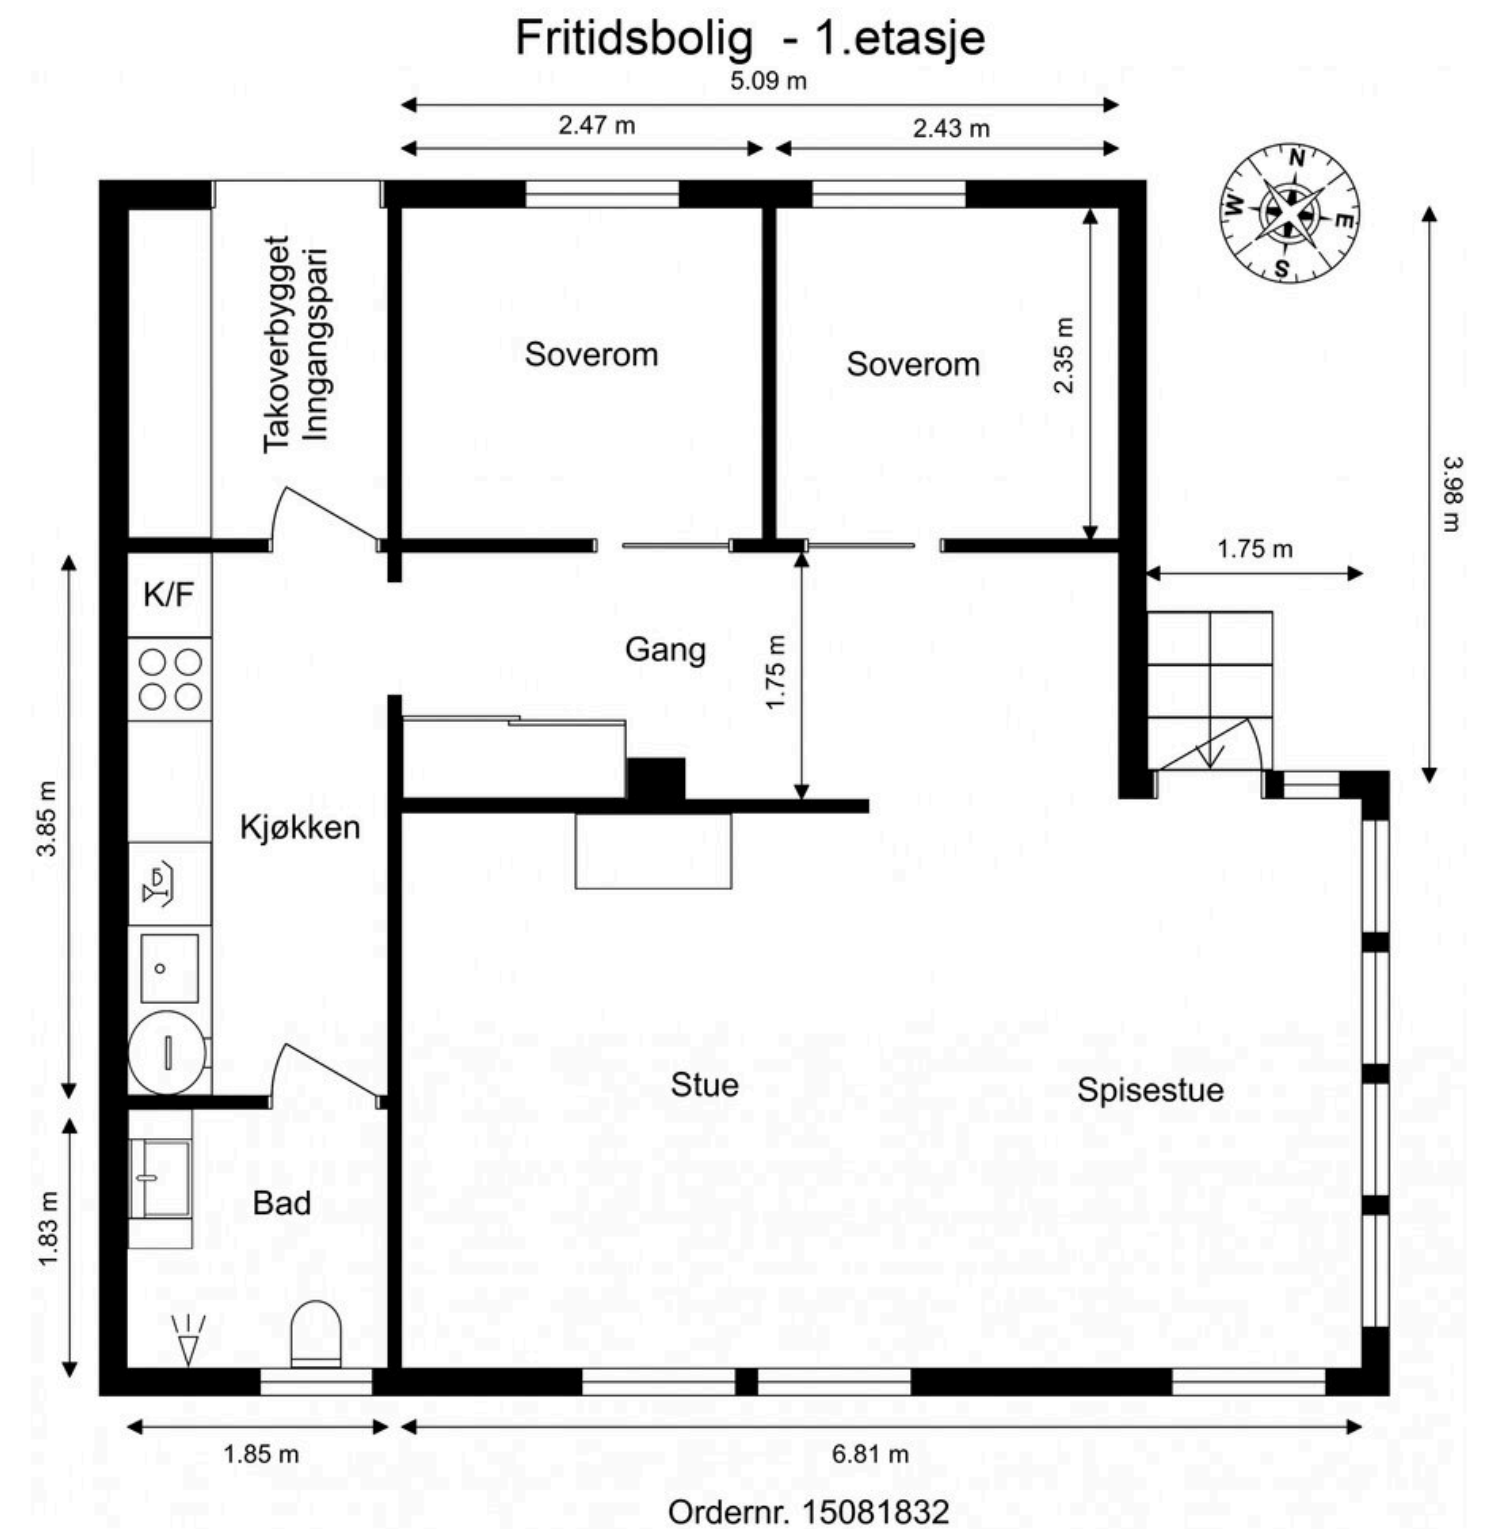 Fritidsbolig - 1.etasje
5.09 m
2.47 m
2.43 m
N
W
E
S
Takoverbygget
Inngangspari
Soverom
Soverom
2.35 m
3.98 m
1.75 m
K/F
Gang
1.75 m
3.85 m
Kjøkken
Stue
Spisestue
1.83 m
Bad
1.85 m
6.81 m
Ordernr. 15081832